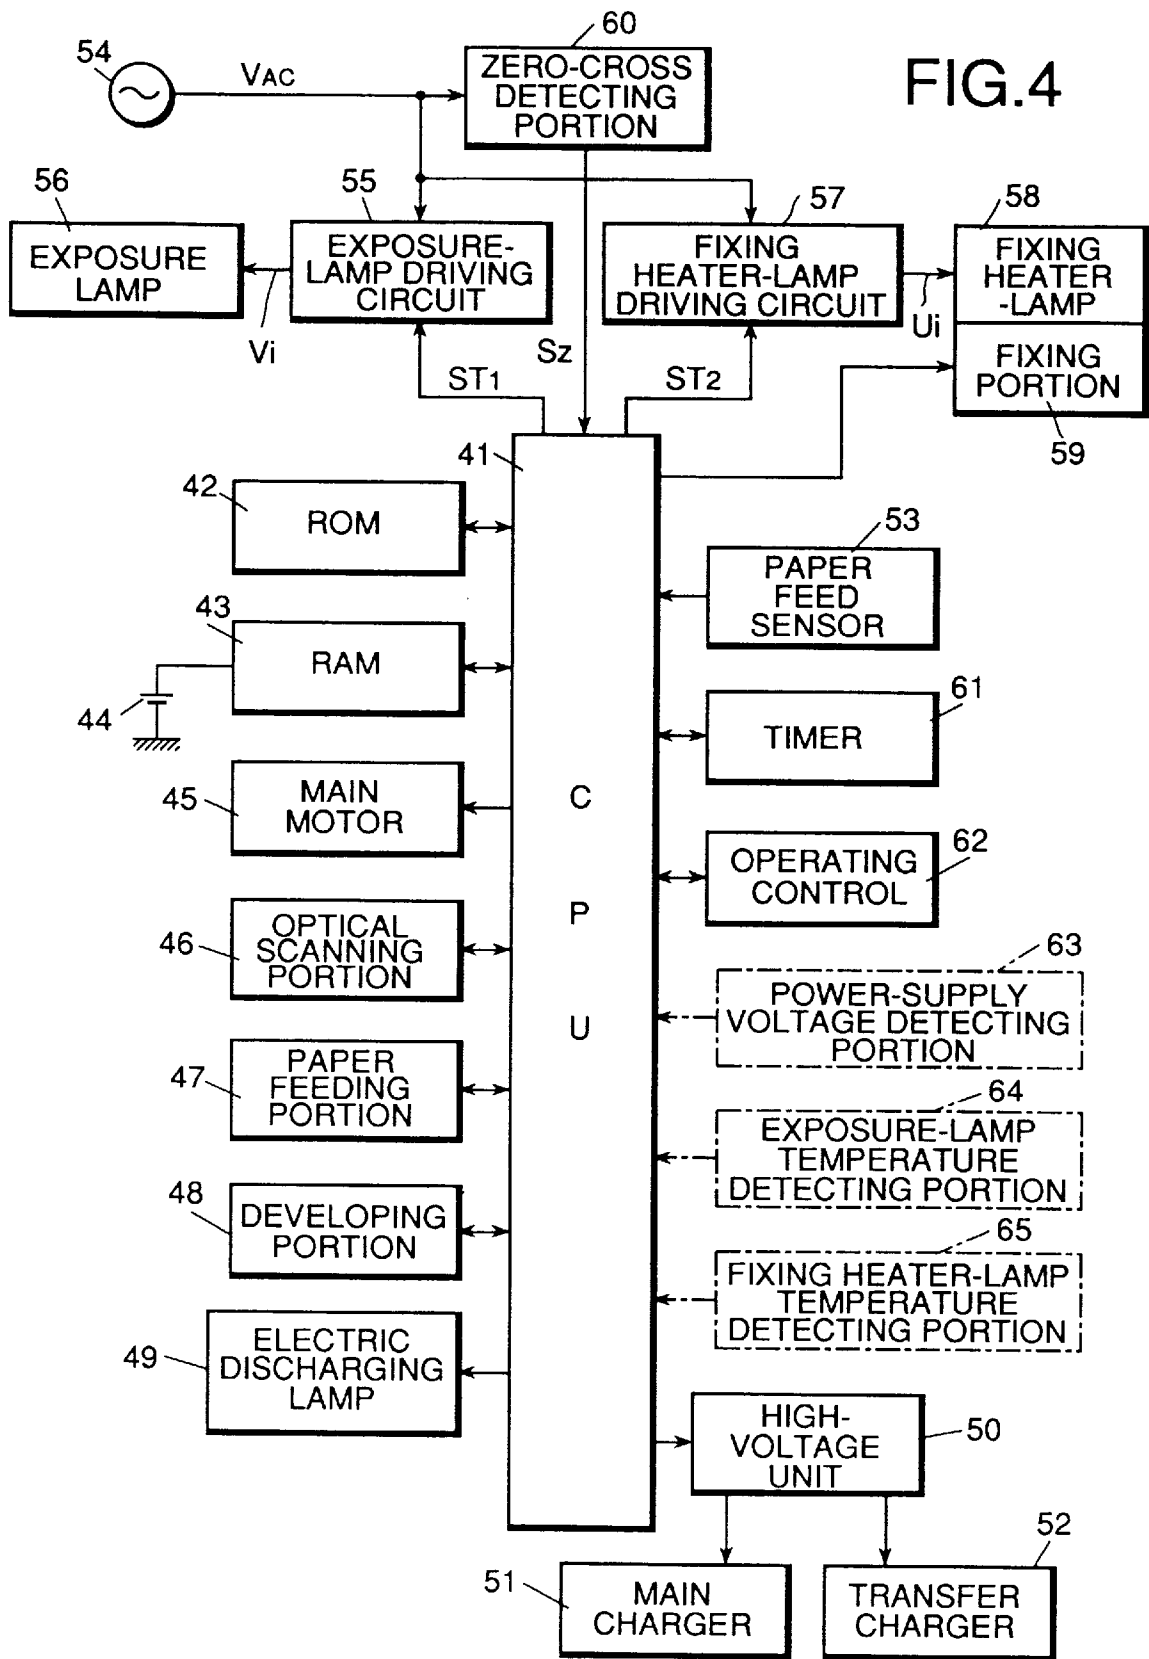 FIG.4
60
54
VAC
ZERO-CROSS
DETECTING
PORTION
56
EXPOSURE
LAMP
55
EXPOSURE-
LAMP DRIVING
CIRCUIT
57
FIXING
HEATER-LAMP
DRIVING CIRCUIT
58
FIXING
HEATER
-LAMP
FIXING
PORTION
59
Vi
Ui
ST1
Sz
ST2
41
CPU
42
ROM
43
RAM
44
45
MAIN
MOTOR
46
OPTICAL
SCANNING
PORTION
47
PAPER
FEEDING
PORTION
48
DEVELOPING
PORTION
49
ELECTRIC
DISCHARGING
LAMP
53
PAPER
FEED
SENSOR
61
TIMER
62
OPERATING
CONTROL
63
POWER-SUPPLY
VOLTAGE DETECTING
PORTION
64
EXPOSURE-LAMP
TEMPERATURE
DETECTING PORTION
65
FIXING HEATER-LAMP
TEMPERATURE
DETECTING PORTION
50
HIGH-
VOLTAGE
UNIT
51
MAIN
CHARGER
52
TRANSFER
CHARGER